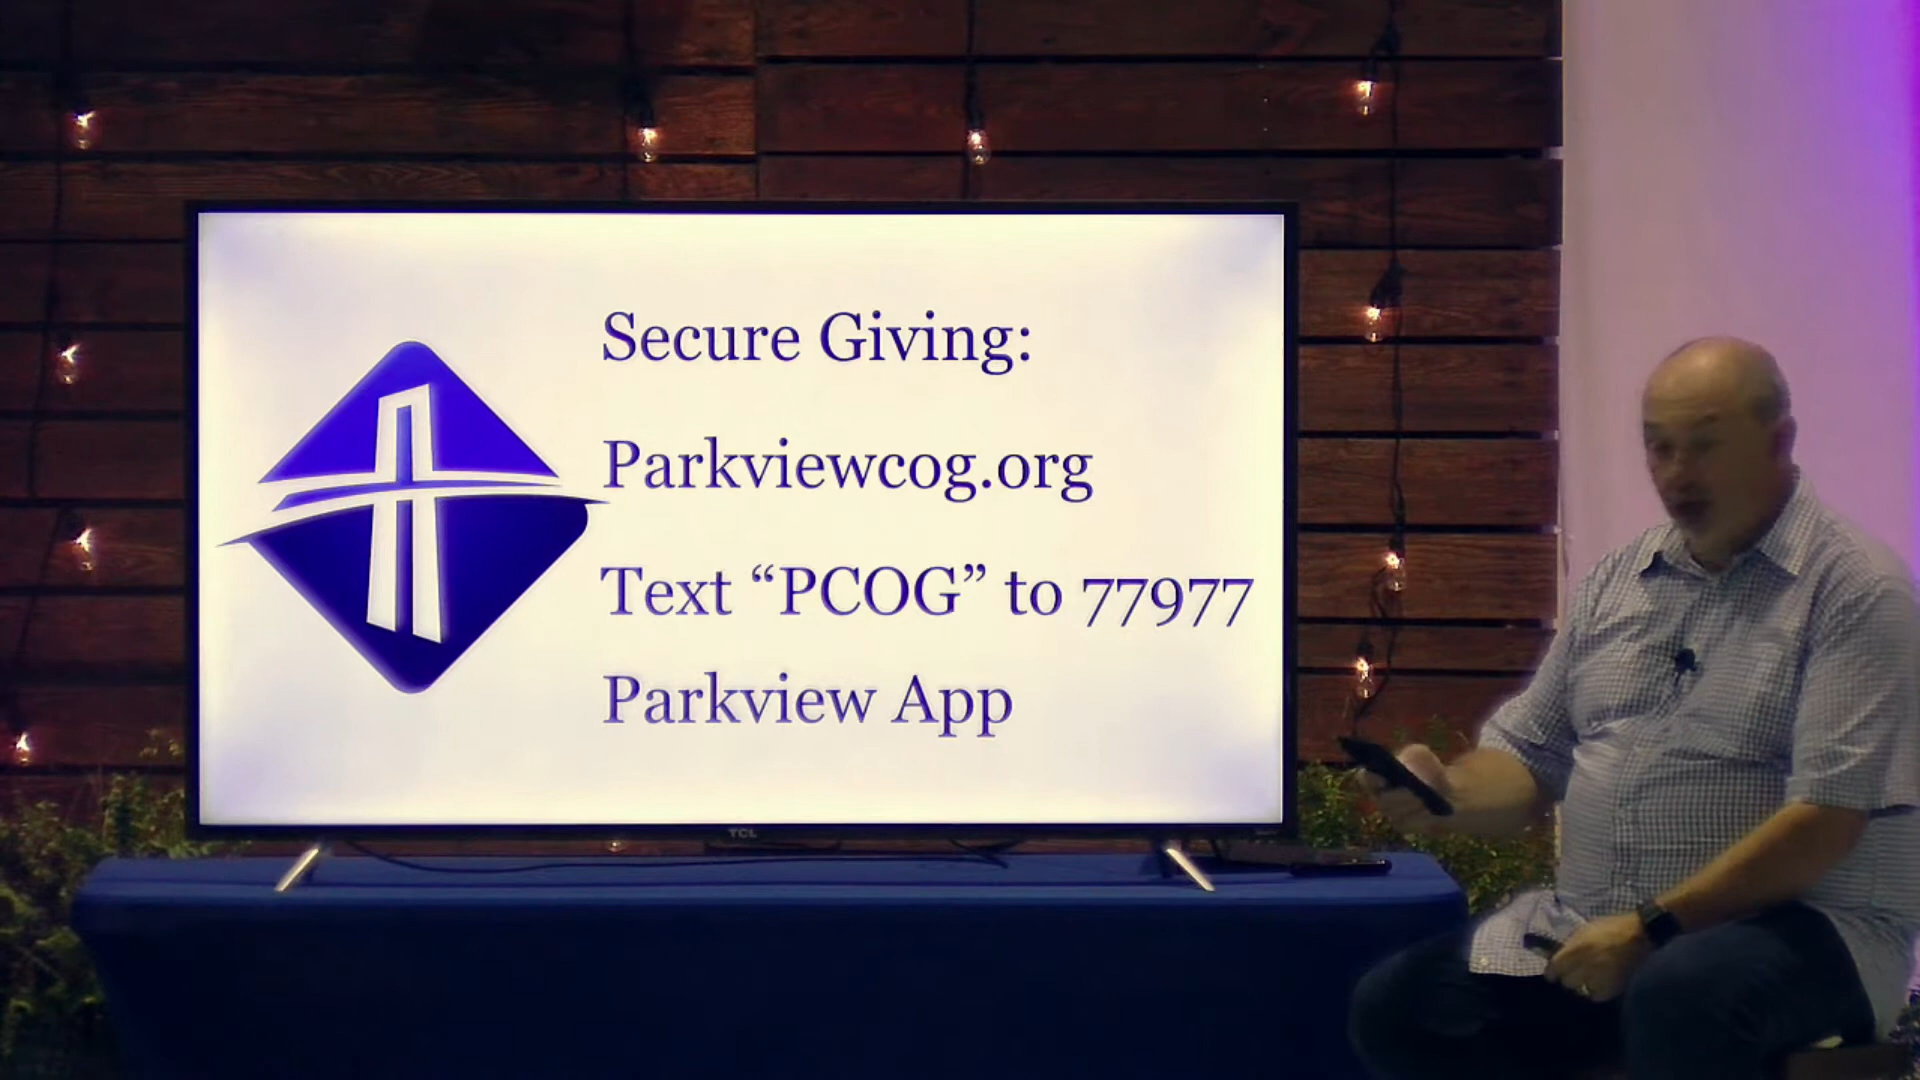 Secure Giving:
Parkviewcog.org
Text “PCOG” to 77977
Parkview App
TCL